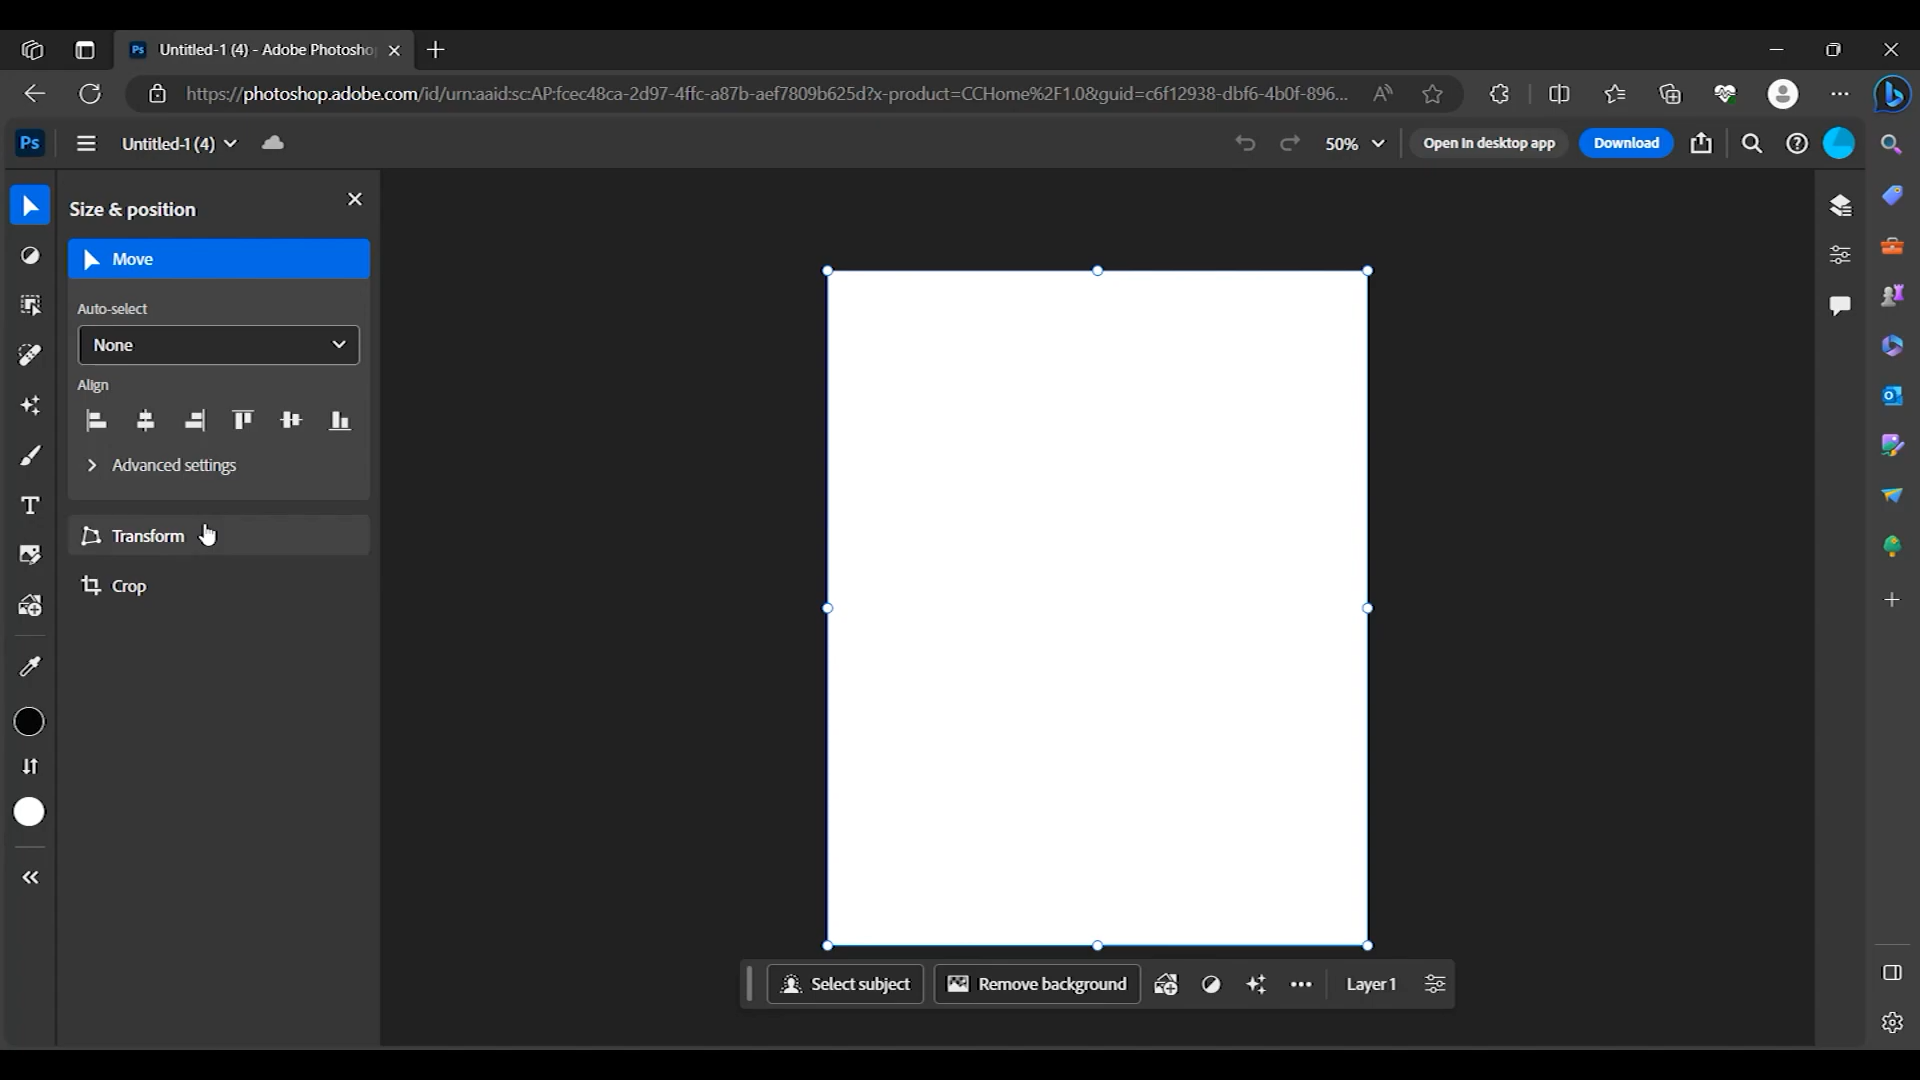 Ps Untitled-1 (4) - Adobe Photosho
https://photoshop.adobe.com/id/urn:aaid:sc:AP:fcec48ca-2d97-4ffc-a87b-aef7809b625d?x-product=CCHome%2F1.0&guid=c6f12938-dbf6-4b0f-896...
Ps Untitled-1 (4) 50% Open in desktop app Download
Size & position
Move
Auto-select
None
Align
Advanced settings
Transform
Crop
Select subject Remove background Layer 1